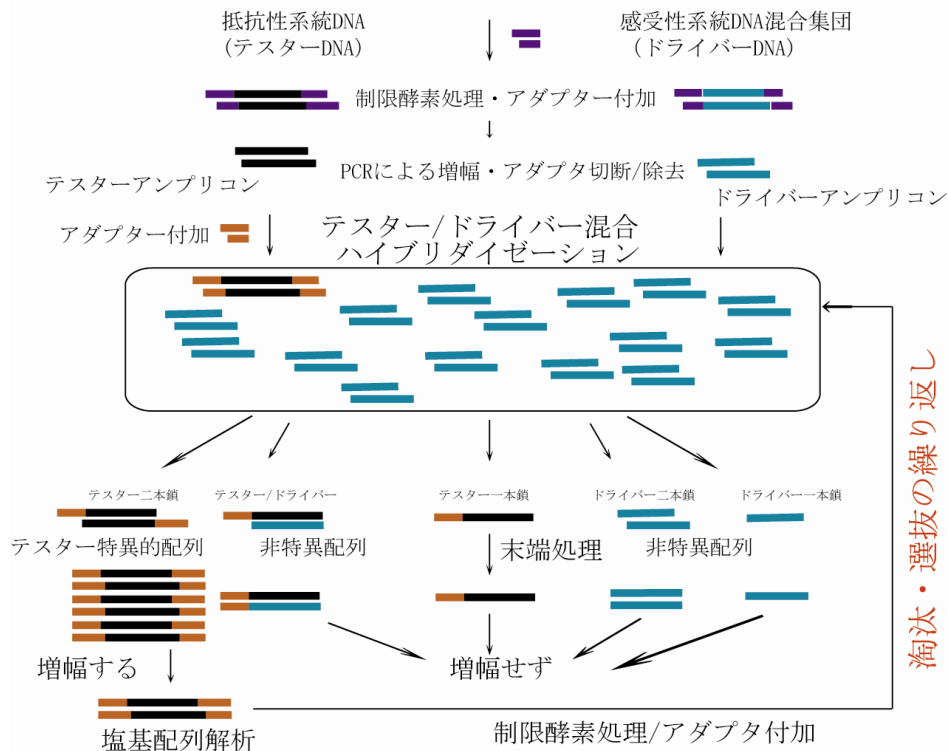 抵抗性系統DNA
(テスターDNA)
感受性系統DNA混合集団
(ドライバーDNA)
制限酵素処理・アダプター付加
PCRによる増幅・アダプタ切断/除去
テスターアンプリコン
ドライバーアンプリコン
アダプター付加
テスター/ドライバー混合
ハイブリダイゼーション
淘汰・選抜の繰り返し
テスター二本鎖
テスター/ドライバー
テスター一本鎖
ドライバー二本鎖
ドライバー一本鎖
テスター特異的配列
非特異配列
末端処理
非特異配列
増幅する
増幅せず
塩基配列解析
制限酵素処理/アダプタ付加